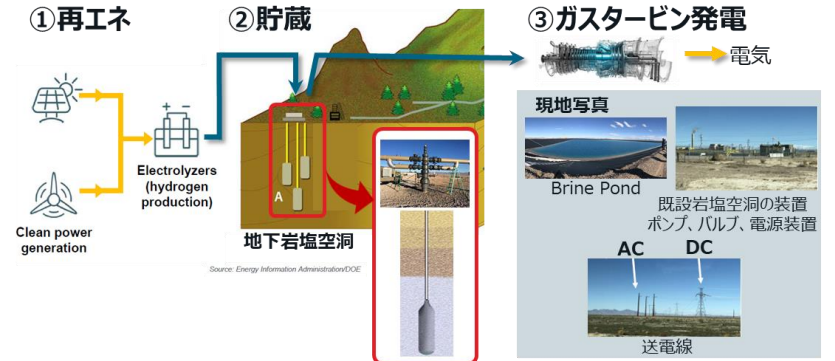 ①再エネ
②貯蔵
③ガスタービン発電
Electrolyzers
(hydrogen
production)
Clean power
generation
A
地下岩塩空洞
Source: Energy Information Administration/DOE
電気
現地写真
Brine Pond
既設岩塩空洞の装置
ポンプ、バルブ、電源装置
AC
DC
送電線